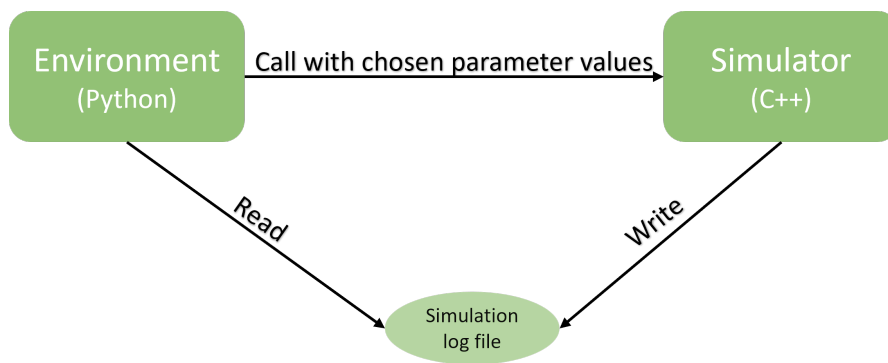 Environment
(Python)
Call with chosen parameter values
Simulator
(C++)
Read
Write
Simulation
log file